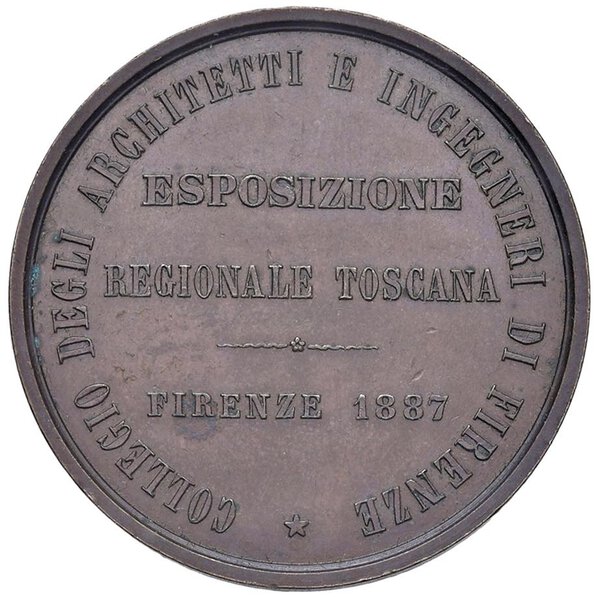 COLLEGIO DEGLI ARCHITETTI E INGEGNERI DI FIRENZE
ESPOSIZIONE
REGIONALE TOSCANA
FIRENZE 1887